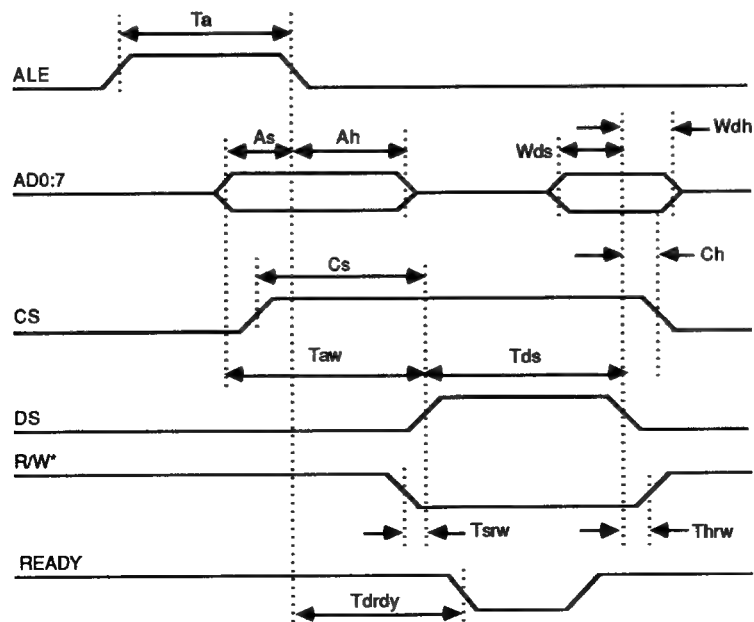 Ta
ALE
As
Ah
Wds
Wdh
AD0:7
Ch
Cs
CS
Taw
Tds
DS
R/W*
Tsrw
Thrw
READY
Tdrdy